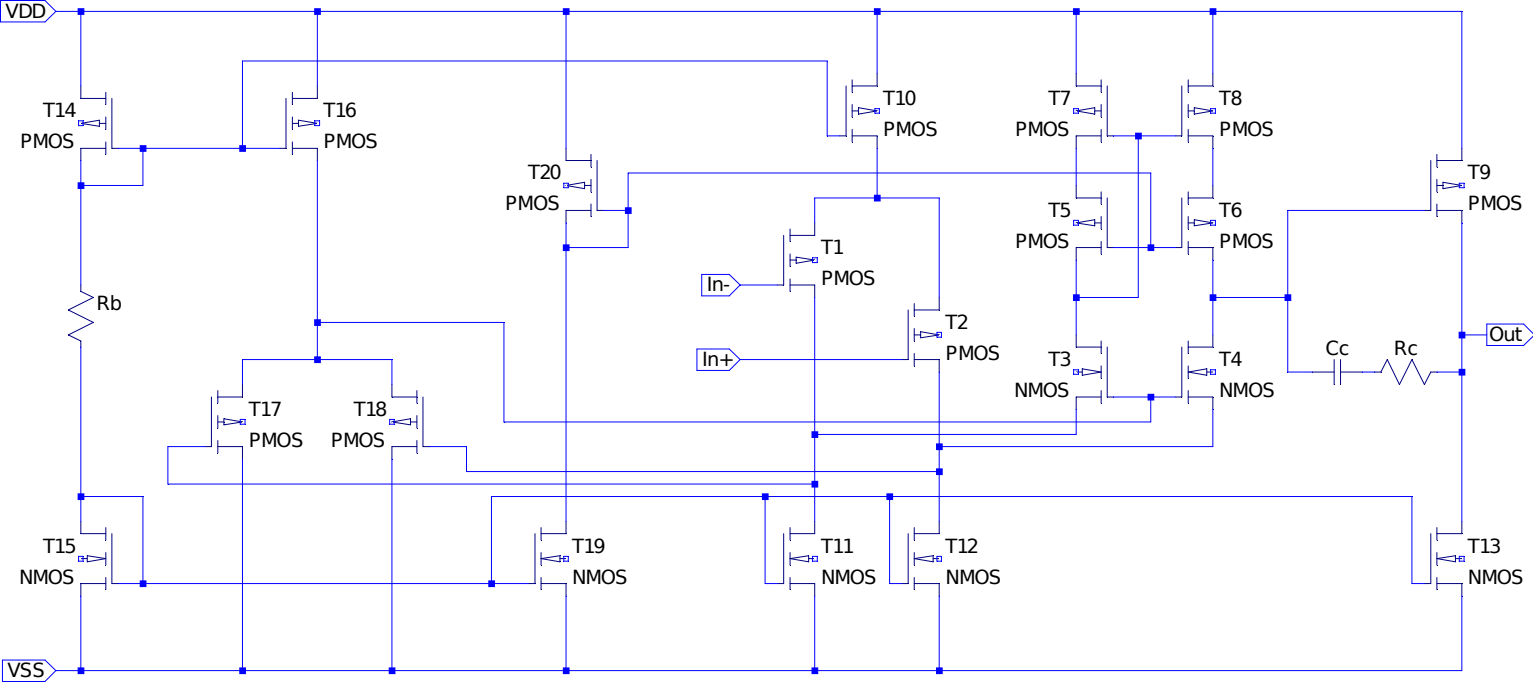 VDD
T14
PMOS
T16
PMOS
T10
PMOS
T7
PMOS
T8
PMOS
T20
PMOS
T9
PMOS
T5
PMOS
T6
PMOS
T1
PMOS
In-
Rb
T2
PMOS
In+
Out
T3
NMOS
T4
NMOS
Cc
Rc
T17
PMOS
T18
PMOS
T15
NMOS
T19
NMOS
T11
NMOS
T12
NMOS
T13
NMOS
VSS